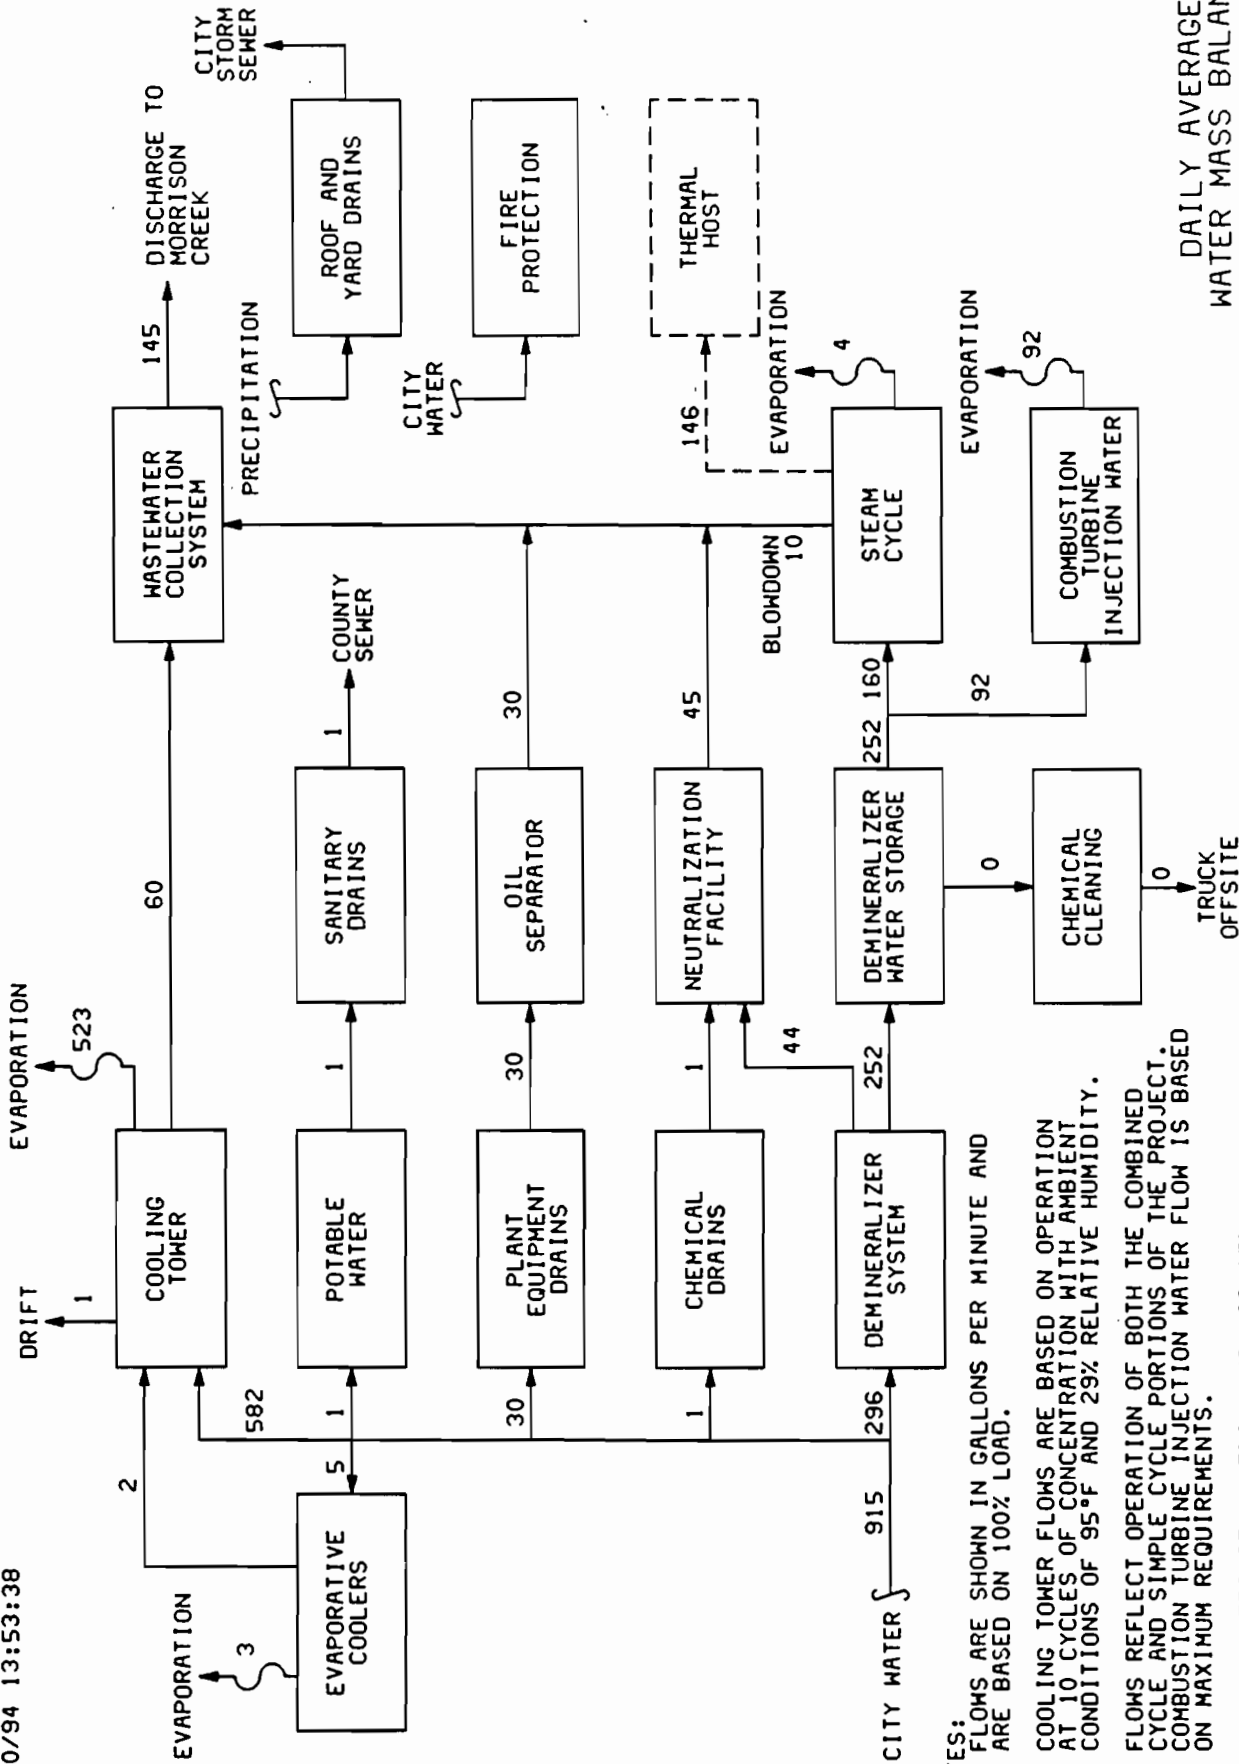 0/94 13:53:38
DRIFT
1
EVAPORATION
523
2
COOLING
TOWER
60
WASTEWATER
COLLECTION
SYSTEM
145
DISCHARGE TO
MORRISON
CREEK
CITY
STORM
SEWER
582
EVAPORATION
3
EVAPORATIVE
COOLERS
5
1
POTABLE
WATER
1
SANITARY
DRAINS
1
COUNTY
SEWER
PRECIPITATION
ROOF AND
YARD DRAINS
30
PLANT
EQUIPMENT
DRAINS
30
OIL
SEPARATOR
30
CITY
WATER
FIRE
PROTECTION
1
CHEMICAL
DRAINS
1
44
NEUTRALIZATION
FACILITY
45
146
THERMAL
HOST
BLOWDOWN
10
CITY WATER
915
296
DEMINERALIZER
SYSTEM
252
DEMINERALIZER
WATER STORAGE
252
160
STEAM
CYCLE
EVAPORATION
4
92
0
CHEMICAL
CLEANING
0
TRUCK
OFFSITE
COMBUSTION
TURBINE
INJECTION WATER
EVAPORATION
92
ES:
FLOWS ARE SHOWN IN GALLONS PER MINUTE AND
ARE BASED ON 100% LOAD.
COOLING TOWER FLOWS ARE BASED ON OPERATION
AT 10 CYCLES OF CONCENTRATION WITH AMBIENT
CONDITIONS OF 95°F AND 29% RELATIVE HUMIDITY.
FLOWS REFLECT OPERATION OF BOTH THE COMBINED
CYCLE AND SIMPLE CYCLE PORTIONS OF THE PROJECT.
COMBUSTION TURBINE INJECTION WATER FLOW IS BASED
ON MAXIMUM REQUIREMENTS.
DAILY AVERAGE
WATER MASS BALAN